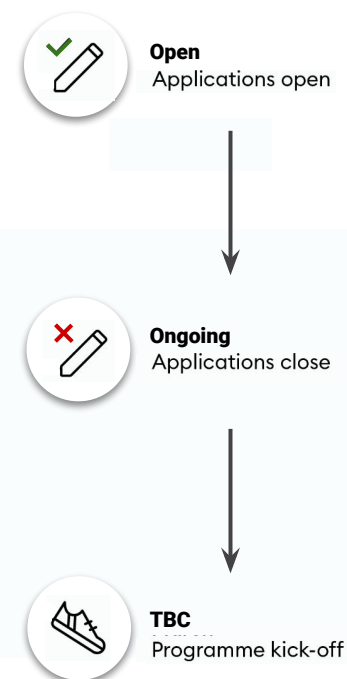 Open
Applications open
Ongoing
Applications close
TBC
Programme kick-off